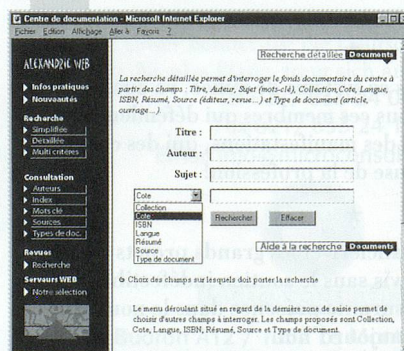 Centre de documentation - Microsoft Internet Explorer
Fichier Edition Affichage Aller à Favoris ?
ALEXANDRIE WEB
Infos pratiques
Nouveautés
Recherche
Simplifiée
Détaillée
Multi critères
Consultation
Auteurs
Index
Mots clé
Sources
Types de doc.
Revues
Recherche
Serveurs WEB
Notre sélection
Recherche détaillée Documents
La recherche détaillée permet d'interroger le fonds documentaire du centre à
partir des champs : Titre, Auteur, Sujet (mots-clé), Collection,Cote, Langue,
ISBN, Résumé, Source (éditeur, revue...) et Type de document (article,
ouvrage...).
Titre :
Auteur :
Sujet :
Cote
Collection
Cote
ISBN
Langue
Résumé
Source
Type de document
Rechercher Effacer
Aide à la recherche Documents
Choix des champs sur lesquels doit porter la recherche
Le menu déroulant situé en regard de la dernière zone de saisie permet de
choisir d'autres champs à interroger. Les champs proposés sont Collection,
Cote, Langue, ISBN, Résumé, Source et Type de document.